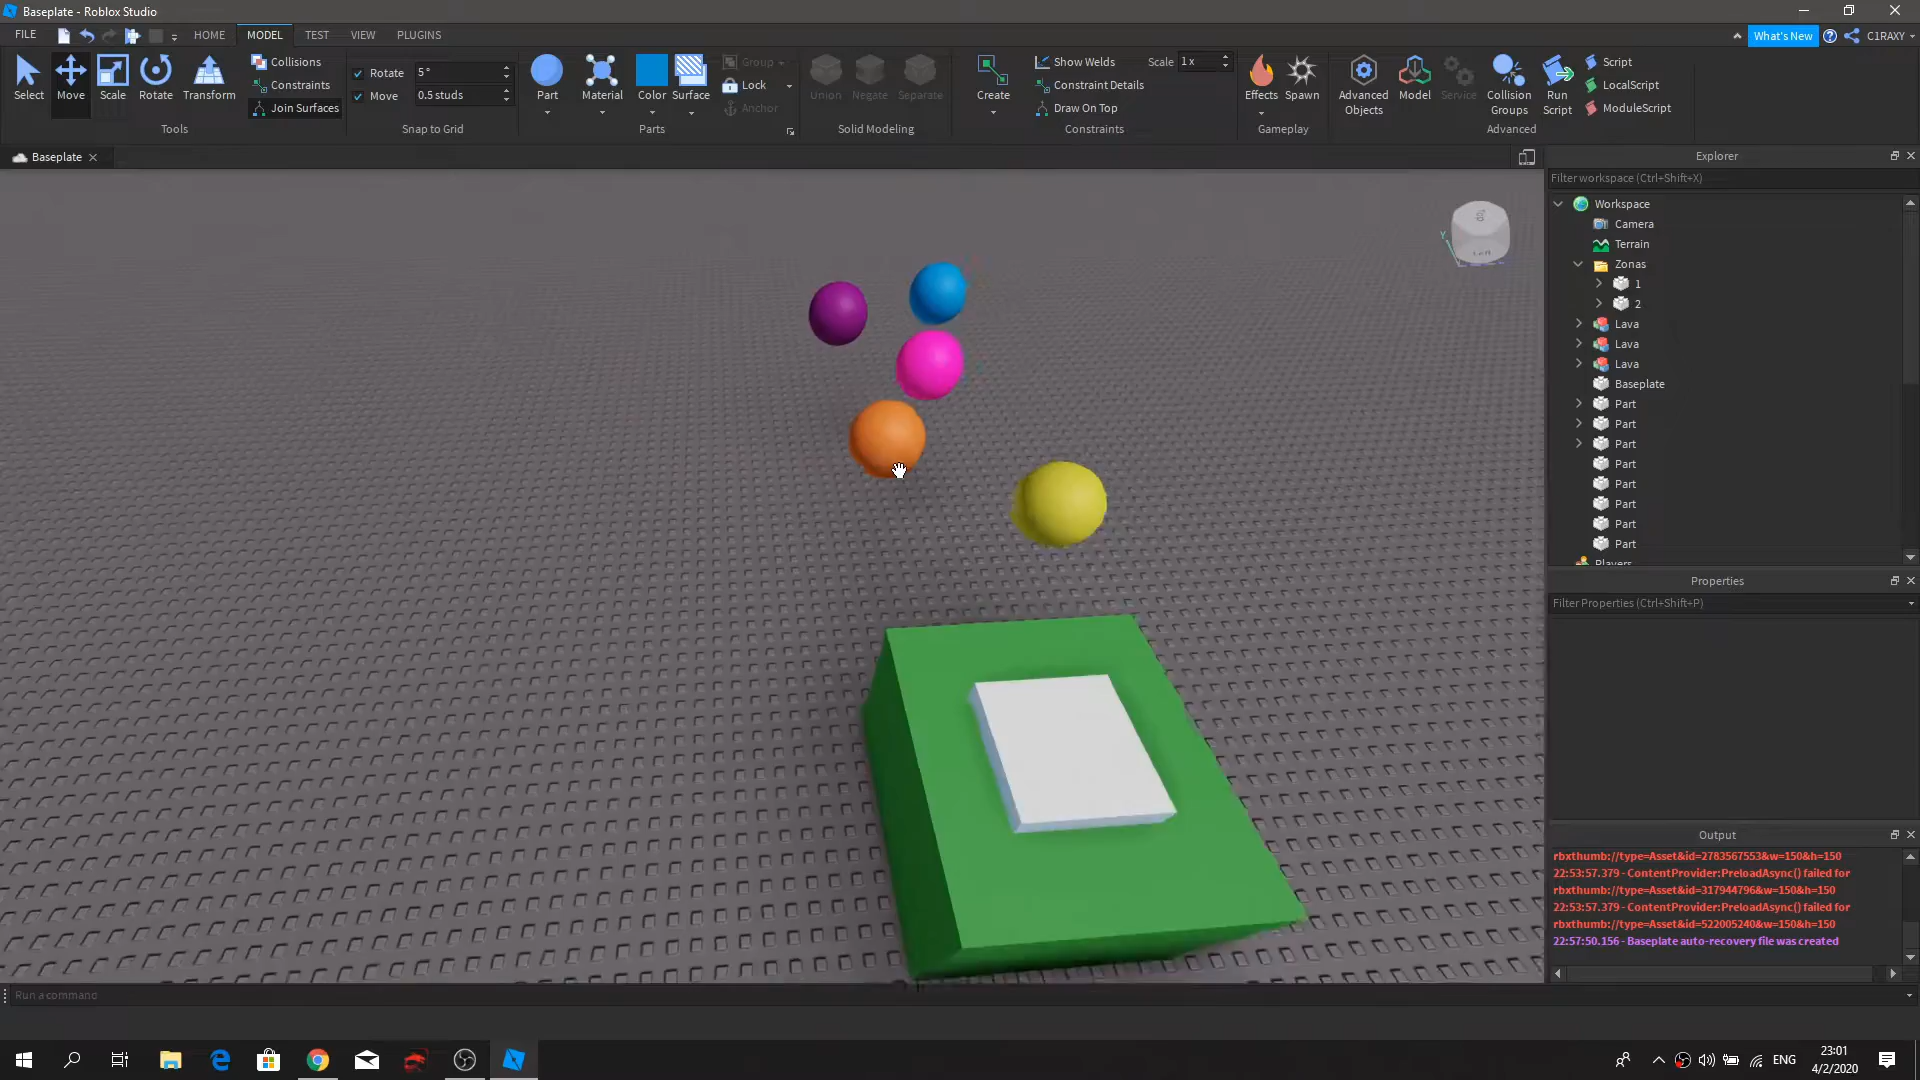 Baseplate - Roblox Studio
FILE HOME MODEL TEST VIEW PLUGINS What's New C1RAXY
Select Move Scale Rotate Transform
Collisions
Constraints
Join Surfaces
Tools
Rotate 5°
Move 0.5 studs
Snap to Grid
Part Material Color Surface
Group
Lock
Anchor
Parts
Union Negate Separate
Solid Modeling
Create
Show Welds Scale 1 x
Constraint Details
Draw On Top
Constraints
Effects Spawn
Gameplay
Advanced Objects
Model
Service
Collision Groups
Run Script
Script
LocalScript
ModuleScript
Advanced
Baseplate
Top
Left
Y
Explorer
Filter workspace (Ctrl+Shift+X)
Workspace
Camera
Terrain
Zonas
1
2
Lava
Lava
Lava
Baseplate
Part
Part
Part
Part
Part
Part
Part
Part
Players
Properties
Filter Properties (Ctrl+Shift+P)
Output
rbxthumb://type=Asset&id=2783567553&w=150&h=150
22:53:57.379 - ContentProvider:PreloadAsync() failed for
rbxthumb://type=Asset&id=317944796&w=150&h=150
22:53:57.379 - ContentProvider:PreloadAsync() failed for
rbxthumb://type=Asset&id=522005240&w=150&h=150
22:57:50.156 - Baseplate auto-recovery file was created
Run a command
ENG
23:01
4/2/2020